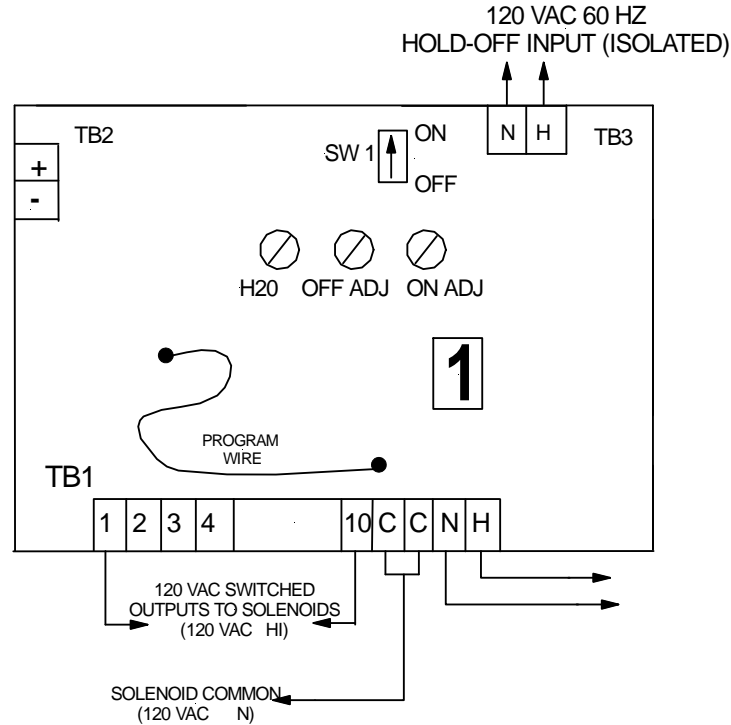 120 VAC 60 HZ
HOLD-OFF INPUT (ISOLATED)
TB2
+
-
SW 1
ON
OFF
N H
TB3
H20 OFF ADJ ON ADJ
1
PROGRAM
WIRE
TB1
1 2 3 4 10 C C N H
120 VAC SWITCHED
OUTPUTS TO SOLENOIDS
(120 VAC HI)
SOLENOID COMMON
(120 VAC N)